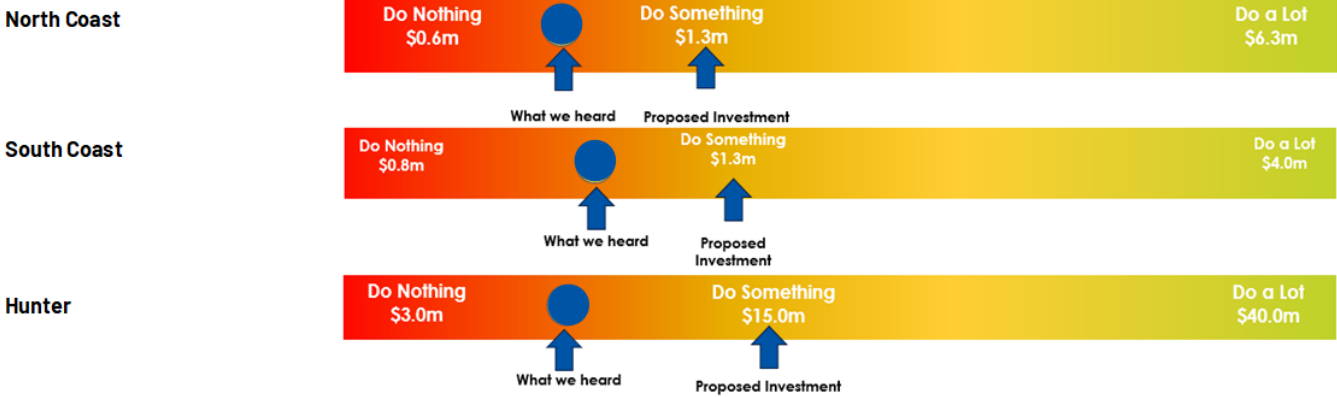 North Coast
Do Nothing
$0.6m
Do Something
$1.3m
Do a Lot
$6.3m
What we heard
Proposed Investment
South Coast
Do Nothing
$0.8m
Do Something
$1.3m
Do a Lot
$4.0m
What we heard
Proposed
Investment
Hunter
Do Nothing
$3.0m
Do Something
$15.0m
Do a Lot
$40.0m
What we heard
Proposed Investment